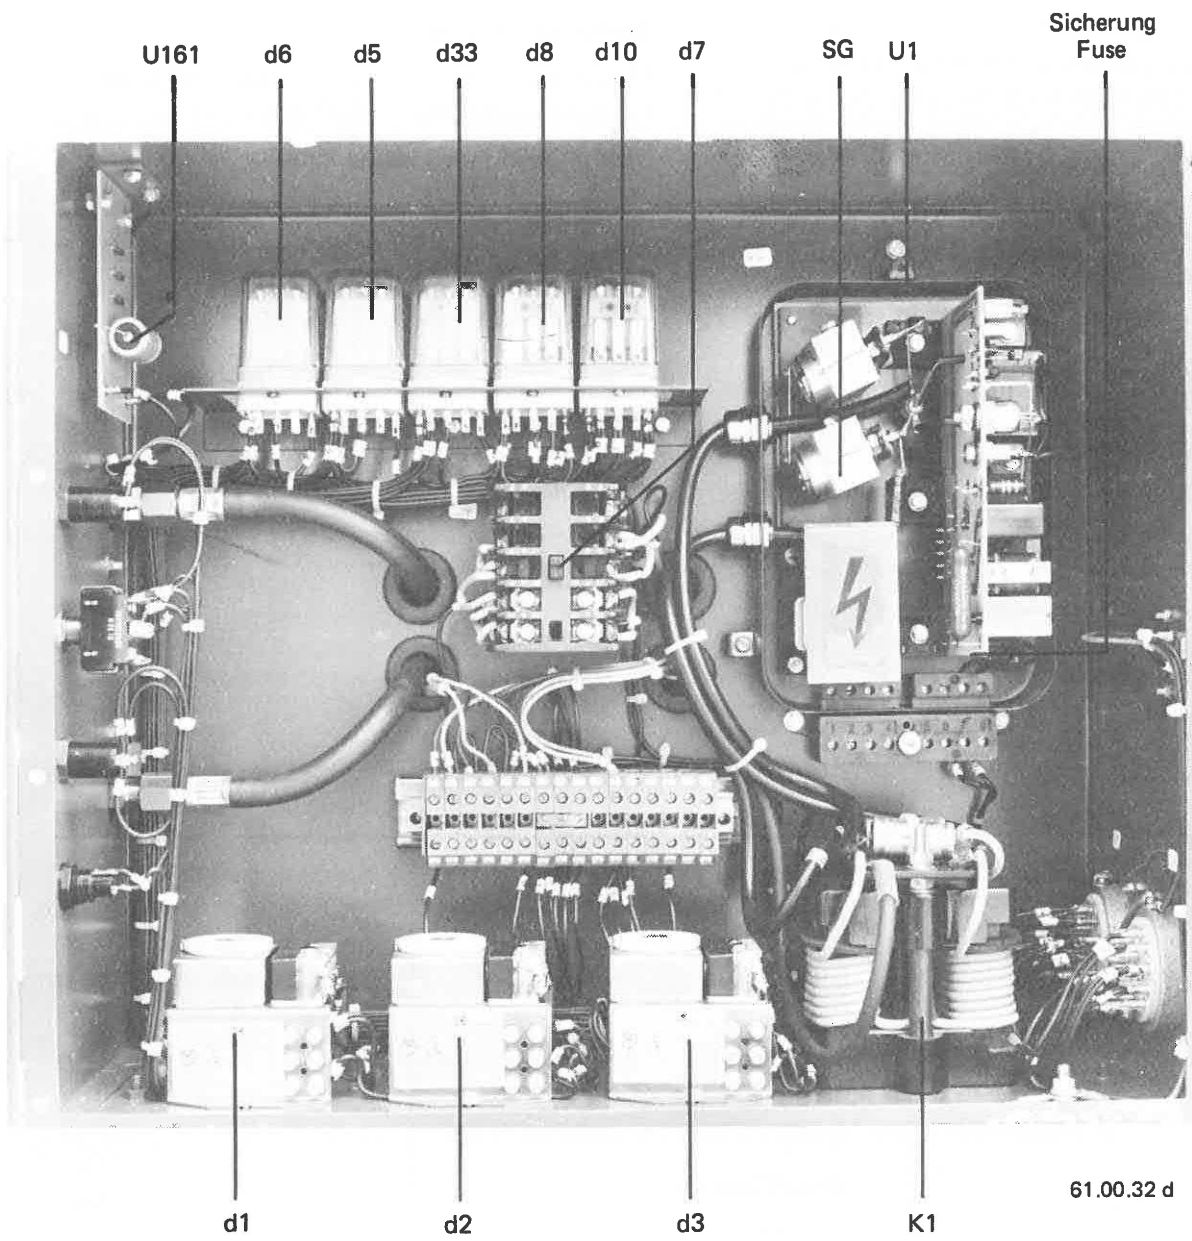 Sicherung
Fuse
U161 d6 d5 d33 d8 d10 d7 SG U1
61.00.32 d
d1 d2 d3 K1